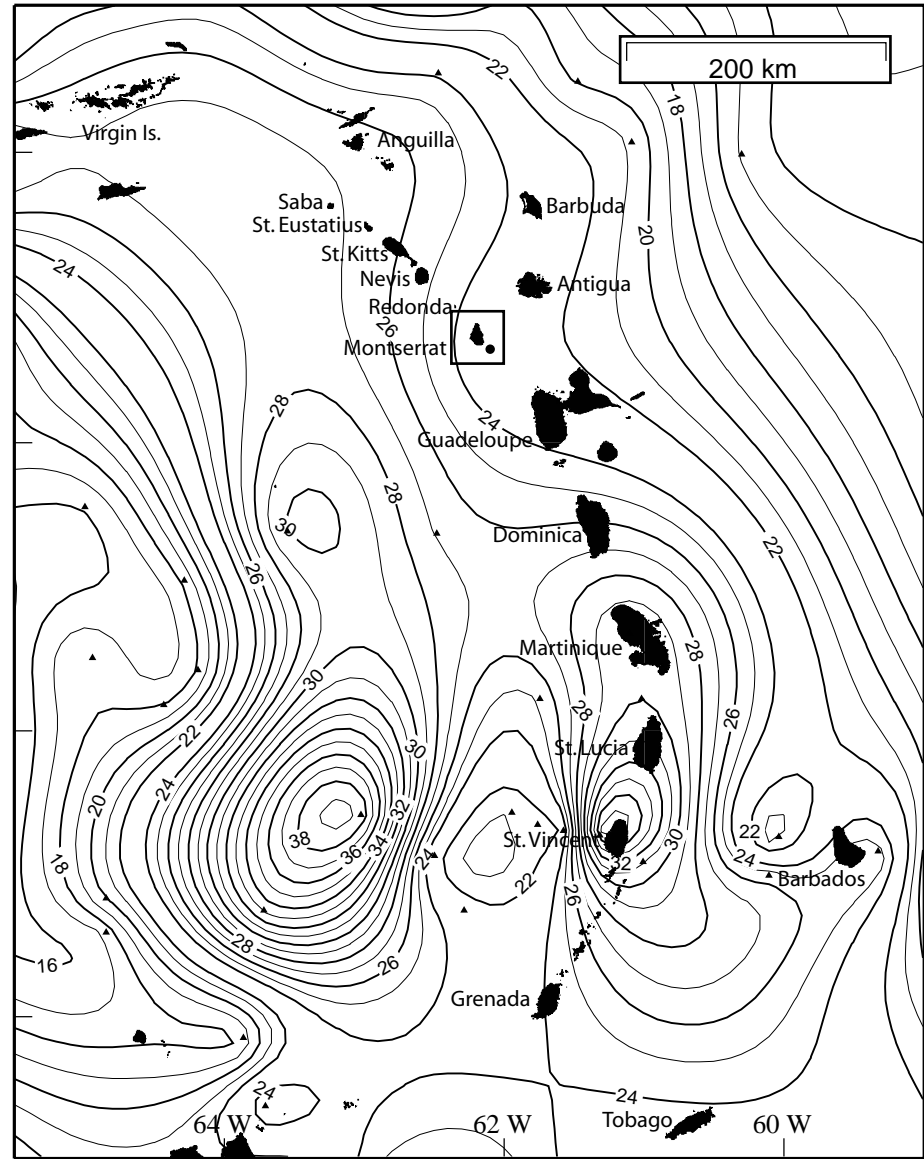 22
200 km
18
Virgin Is.
Anguilla
Saba
Barbuda
St. Eustatius
20
St. Kitts
24
Nevis
Antigua
Redonda
26
Montserrat
28
24
Guadeloupe
28
30
Dominica
22
26
Martinique
28
30
28
26
22
30
St. Lucia
24
20
32
22
38
34
36
24
St. Vincent
30
18
32
24
22
Barbados
26
28
16
26
Grenada
24
24
64 W
62 W
60 W
Tobago